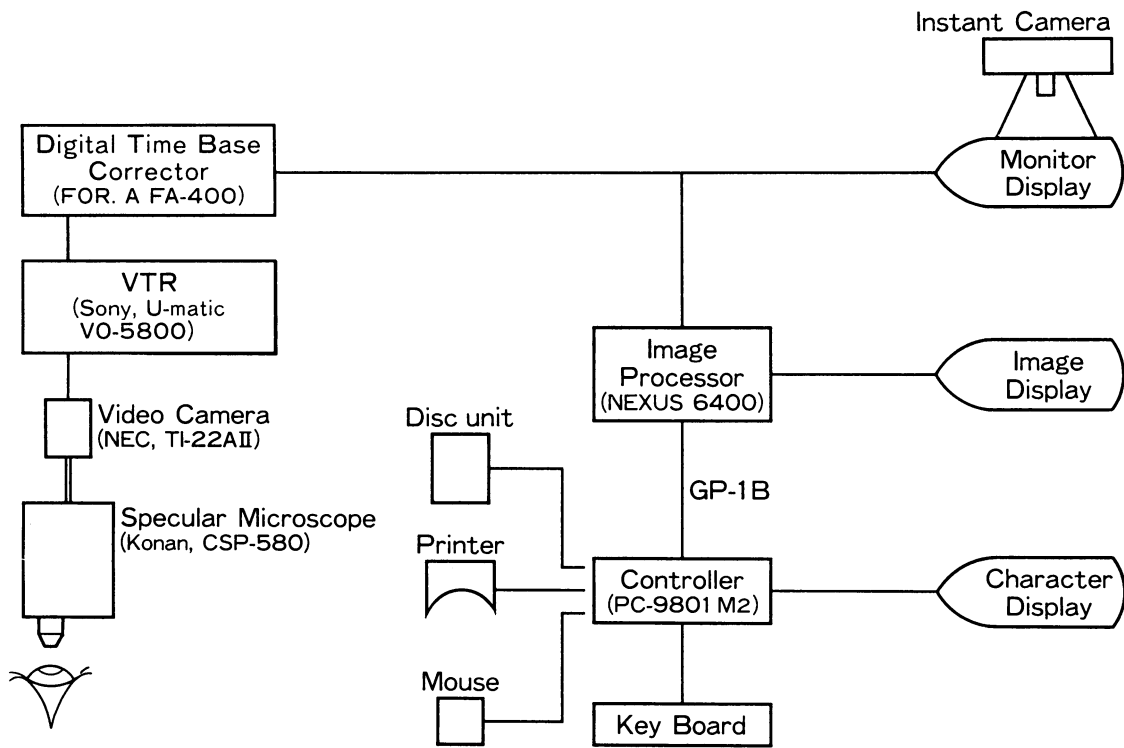 Instant Camera
Digital Time Base
Corrector
(FOR. A FA-400)
Monitor
Display
VTR
(Sony, U-matic
VO-5800)
Image
Processor
(NEXUS 6400)
Image
Display
Video Camera
(NEC, TI-22AII)
Disc unit
GP-1B
Specular Microscope
(Konan, CSP-580)
Printer
Controller
(PC-9801 M2)
Character
Display
Mouse
Key Board